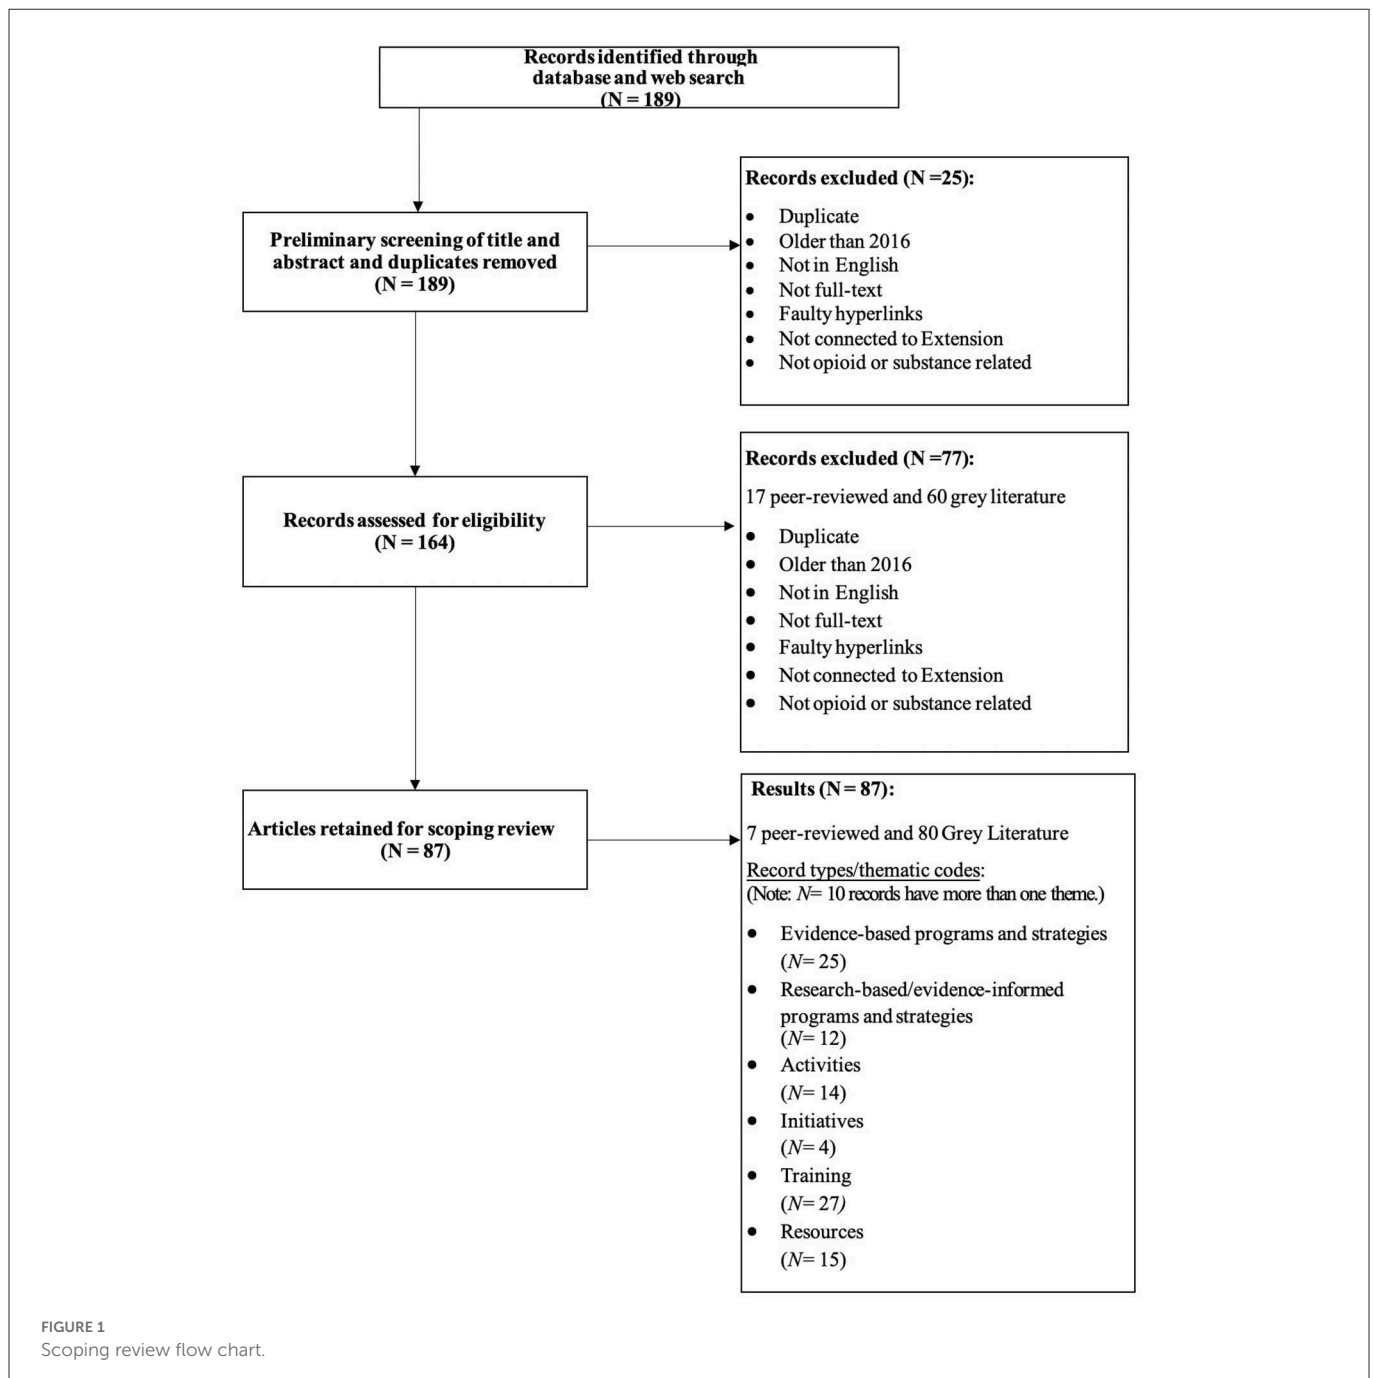 Records identified through
database and web search
(N = 189)
Preliminary screening of title and
abstract and duplicates removed
(N = 189)
Records excluded (N =25):
• Duplicate
• Older than 2016
• Not in English
• Not full-text
• Faulty hyperlinks
• Not connected to Extension
• Not opioid or substance related
Records assessed for eligibility
(N = 164)
Records excluded (N =77):
17 peer-reviewed and 60 grey literature
• Duplicate
• Older than 2016
• Not in English
• Not full-text
• Faulty hyperlinks
• Not connected to Extension
• Not opioid or substance related
Articles retained for scoping review
(N = 87)
Results (N = 87):
7 peer-reviewed and 80 Grey Literature
Record types/thematic codes:
(Note: N= 10 records have more than one theme.)
• Evidence-based programs and strategies
(N= 25)
• Research-based/evidence-informed
programs and strategies
(N= 12)
• Activities
(N= 14)
• Initiatives
(N= 4)
• Training
(N= 27)
• Resources
(N= 15)
FIGURE 1
Scoping review flow chart.